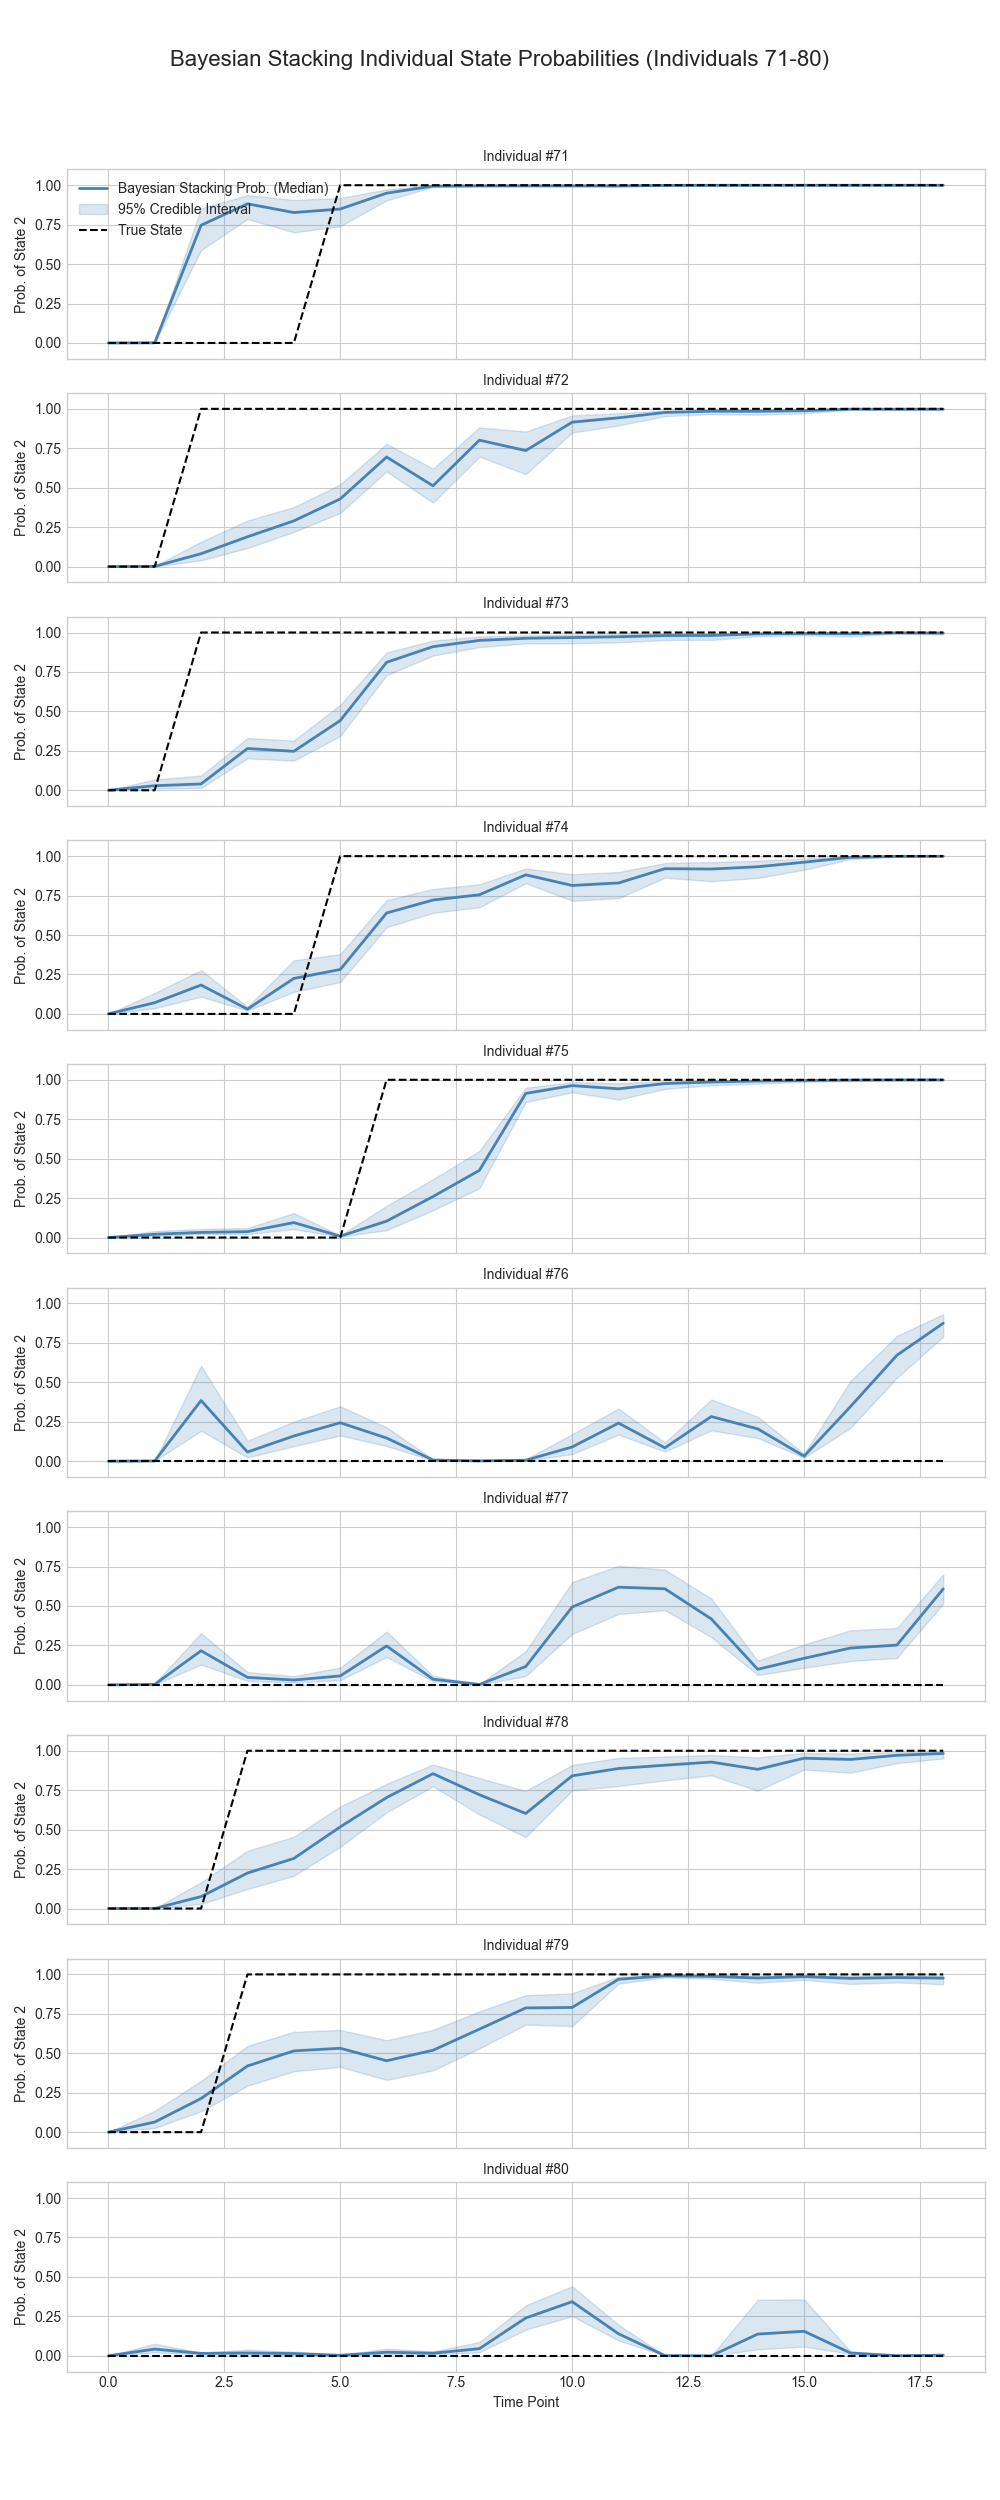 Bayesian Stacking Individual State Probabilities (Individuals 71-80)
Individual #71
Bayesian Stacking Prob. (Median)
95% Credible Interval
True State
1.00
0.75
0.50
0.25
0.00
Prob. of State 2
Individual #72
1.00
0.75
0.50
0.25
0.00
Prob. of State 2
Individual #73
1.00
0.75
0.50
0.25
0.00
Prob. of State 2
Individual #74
1.00
0.75
0.50
0.25
0.00
Prob. of State 2
Individual #75
1.00
0.75
0.50
0.25
0.00
Prob. of State 2
Individual #76
1.00
0.75
0.50
0.25
0.00
Prob. of State 2
Individual #77
1.00
0.75
0.50
0.25
0.00
Prob. of State 2
Individual #78
1.00
0.75
0.50
0.25
0.00
Prob. of State 2
Individual #79
1.00
0.75
0.50
0.25
0.00
Prob. of State 2
Individual #80
1.00
0.75
0.50
0.25
0.00
Prob. of State 2
0.0 2.5 5.0 7.5 10.0 12.5 15.0 17.5
Time Point